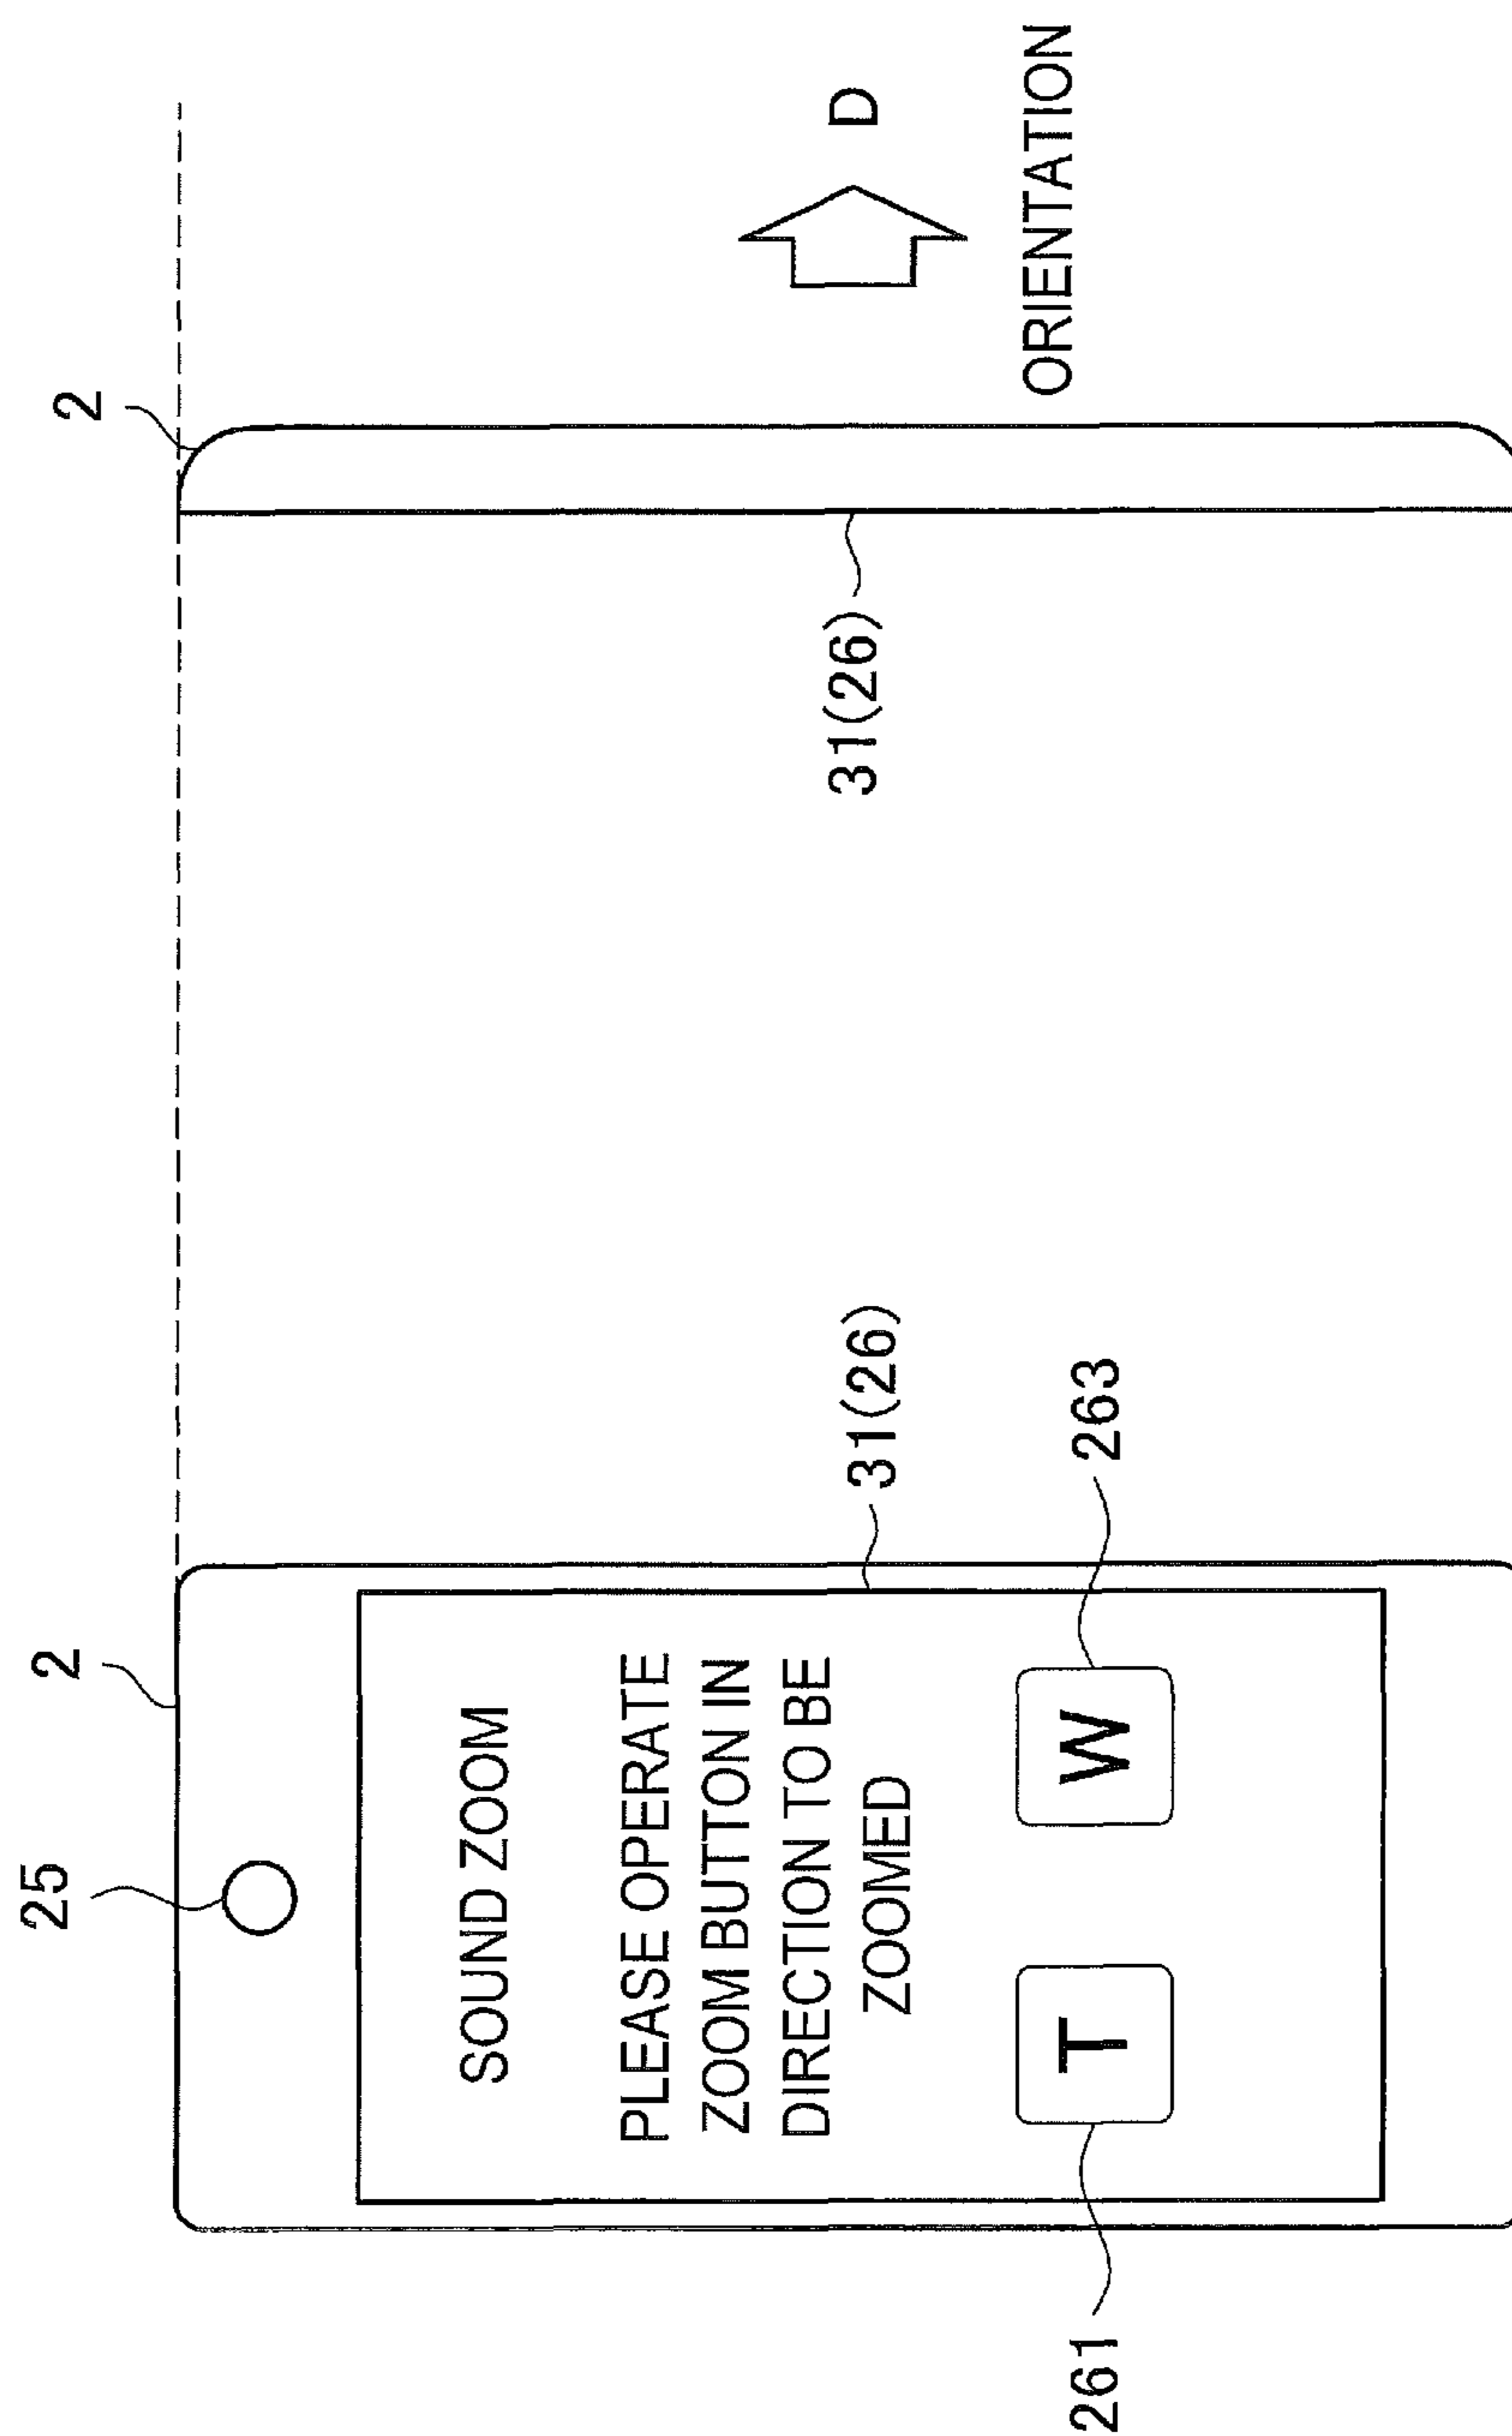 2
2
25
SOUND ZOOM
PLEASE OPERATE
ZOOM BUTTON IN
DIRECTION TO BE
ZOOMED
31(26)
31(26)
D
ORIENTATION
T
W
261
263